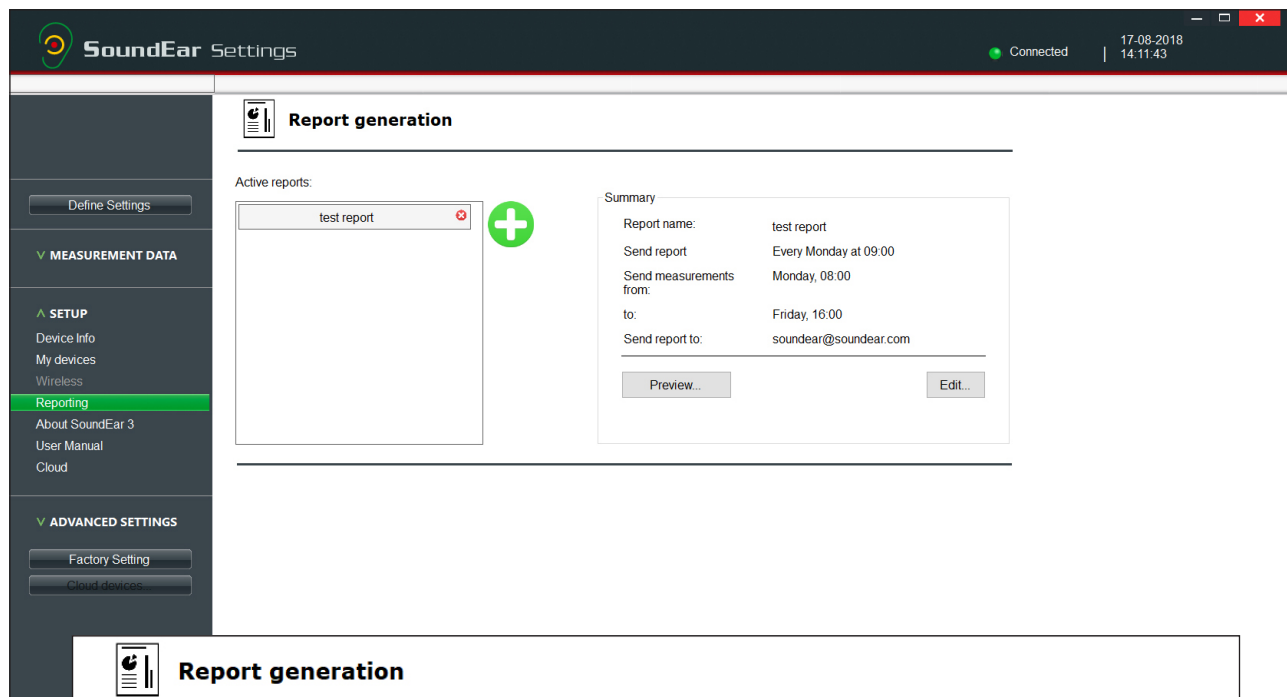 SoundEar Settings
Connected | 17-08-2018
14:11:43
Report generation
Define Settings
MEASUREMENT DATA
SETUP
Device Info
My devices
Wireless
Reporting
About SoundEar 3
User Manual
Cloud
ADVANCED SETTINGS
Factory Setting
Cloud devices...
Active reports:
test report
Summary
Report name: test report
Send report Every Monday at 09:00
Send measurements Monday, 08:00
from:
to: Friday, 16:00
Send report to: soundear@soundear.com
Preview... Edit...
Report generation